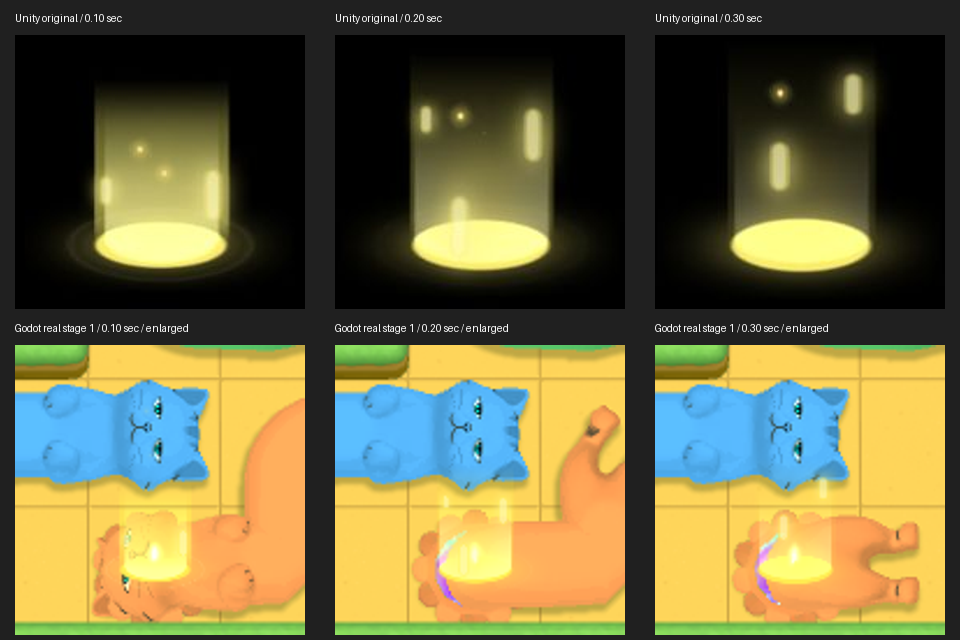 Unity original / 0.10 sec
Unity original / 0.20 sec
Unity original / 0.30 sec
Godot real stage 1 / 0.10 sec / enlarged
Godot real stage 1 / 0.20 sec / enlarged
Godot real stage 1 / 0.30 sec / enlarged